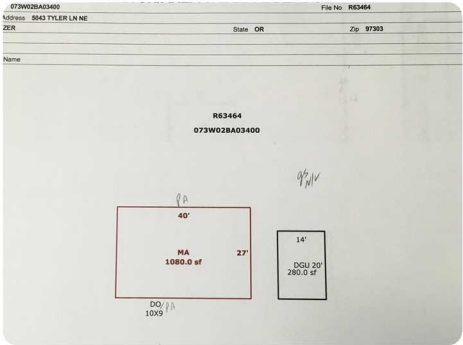 073W02BA03400 File No R63464
Address 5043 TYLER LN NE
ZER State OR Zip 97303
Name
R63464
073W02BA03400
PA
40'
MA 27'
1080.0 sf
14'
DGU 20'
280.0 sf
DO/PA
10X9